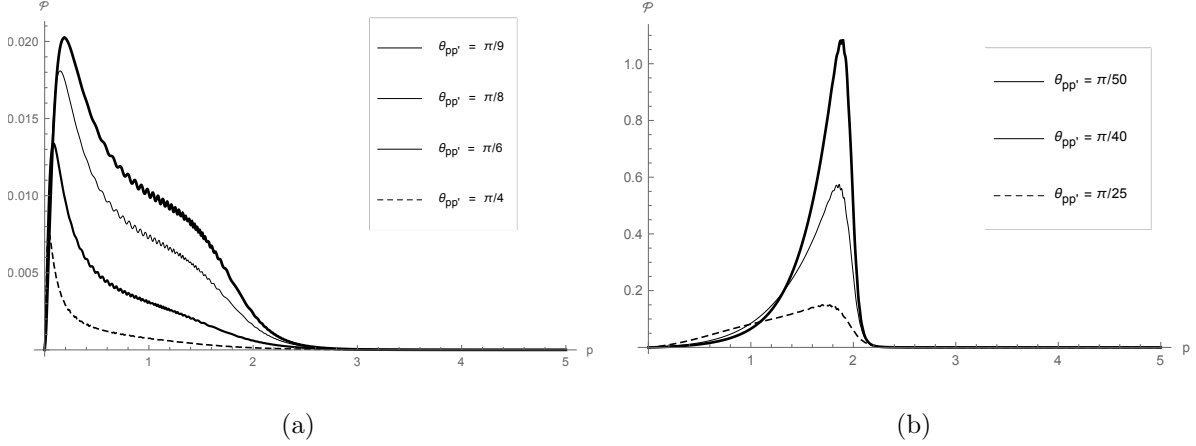 𝒫
0.020
0.015
0.010
0.005
1 2 3 4 5 p
θpp' = π/9
θpp' = π/8
θpp' = π/6
θpp' = π/4
(a)
𝒫
1.0
0.8
0.6
0.4
0.2
1 2 3 4 5 p
θpp' = π/50
θpp' = π/40
θpp' = π/25
(b)